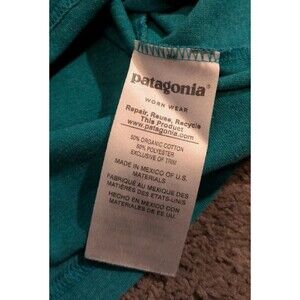 patagonia®
WORN WEAR
Repair, Reuse, Recycle
This Product
www.patagonia.com
50% ORGANIC COTTON
50% POLYESTER
EXCLUSIVE OF TRIM
MADE IN MEXICO OF U.S.
MATERIALS
FABRIQUÉ AU MEXIQUE DES
MATIÈRES DES ETATS-UNIS
HECHO EN MEXICO CON
MATERIALES DE EE.UU.